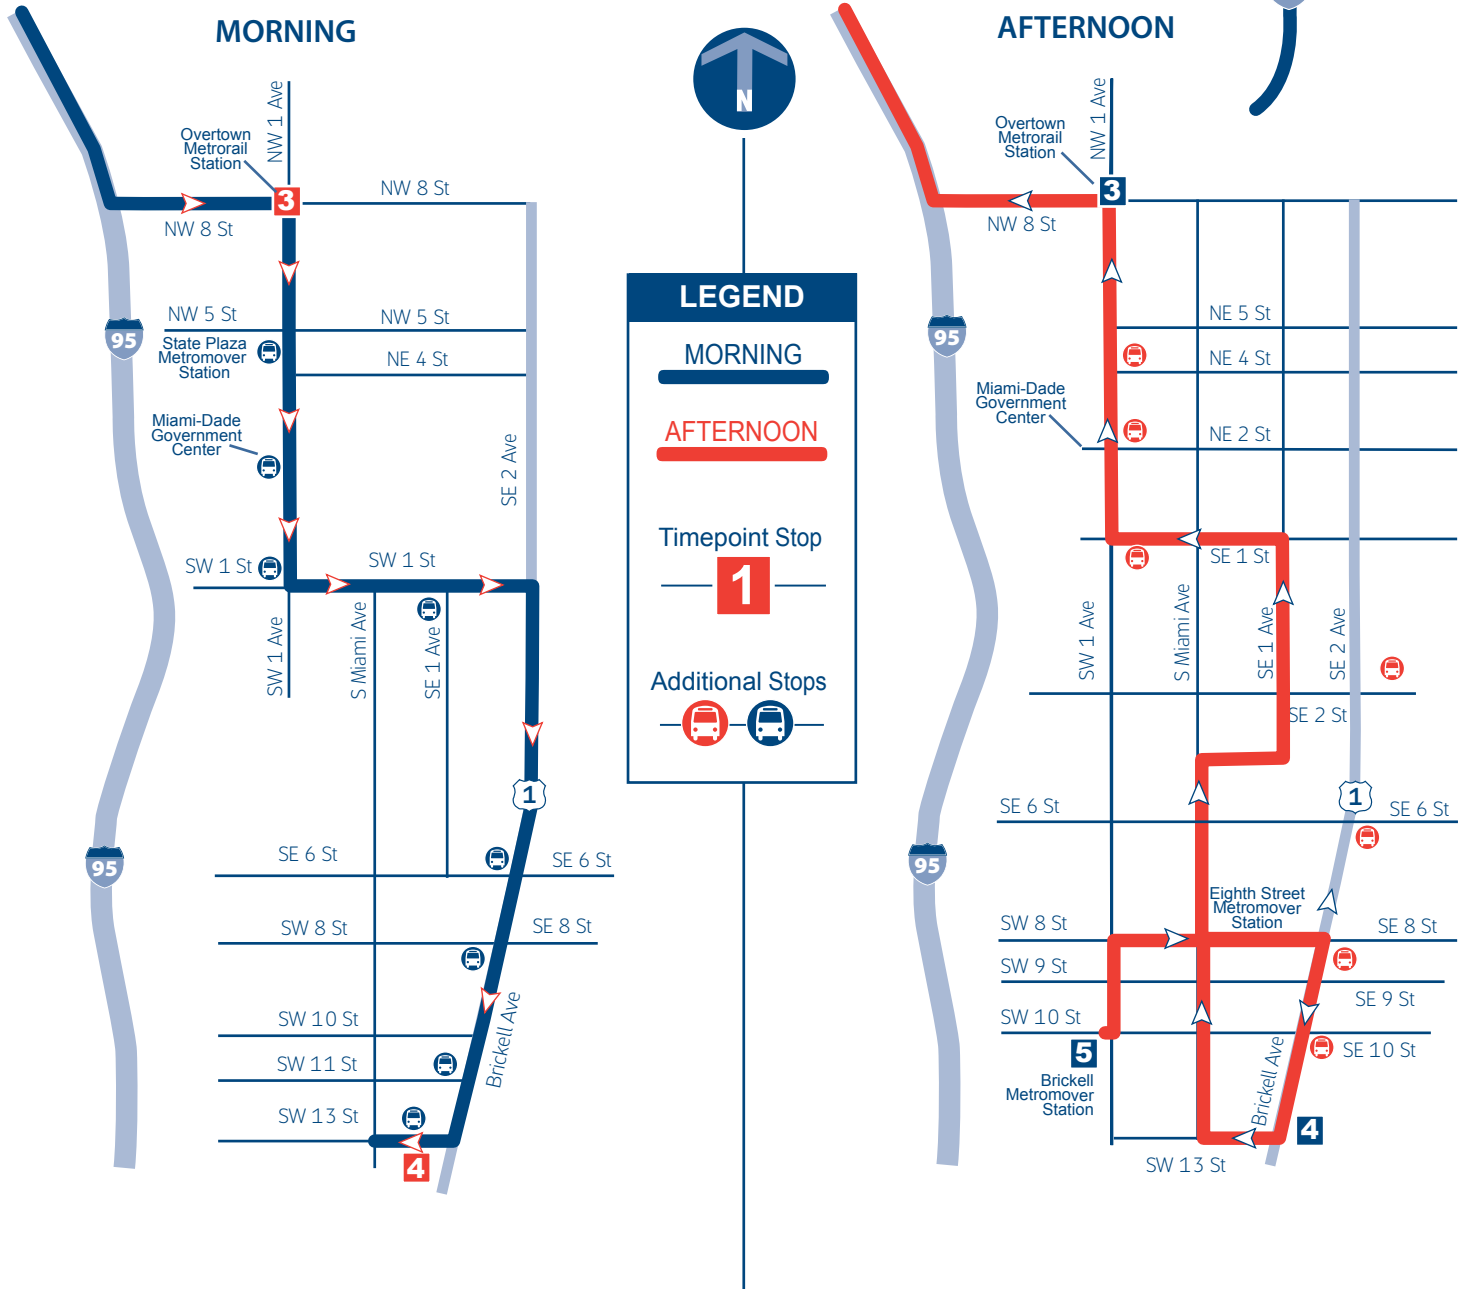 MORNING
NW 1 Ave
Overtown
Metrorail
Station
3
NW 8 St
NW 8 St
NW 5 St
NW 5 St
95
State Plaza
Metromover
Station
NE 4 St
Miami-Dade
Government
Center
SE 2 Ave
SW 1 St
SW 1 St
SW 1 Ave
S Miami Ave
SE 1 Ave
1
SE 6 St
SE 6 St
95
SW 8 St
SE 8 St
SW 10 St
Brickell Ave
SW 11 St
SW 13 St
4
N
LEGEND
MORNING
AFTERNOON
Timepoint Stop
1
Additional Stops
AFTERNOON
NW 1 Ave
Overtown
Metrorail
Station
3
NW 8 St
95
NE 5 St
NE 4 St
Miami-Dade
Government
Center
NE 2 St
SE 1 St
SW 1 Ave
S Miami Ave
SE 1 Ave
SE 2 Ave
SE 2 St
1
SE 6 St
SE 6 St
95
Eighth Street
Metromover
Station
SW 8 St
SE 8 St
SW 9 St
SE 9 St
SW 10 St
SE 10 St
5
Brickell
Metromover
Station
Brickell Ave
4
SW 13 St